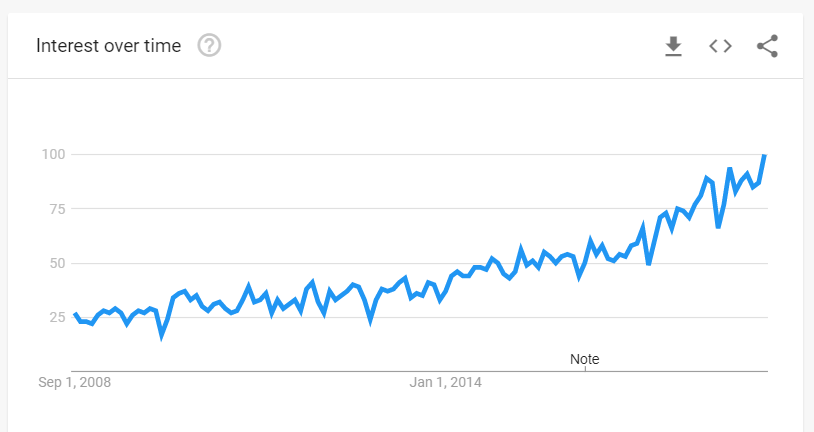 Interest over time
100
75
50
25
Note
Sep 1, 2008 Jan 1, 2014